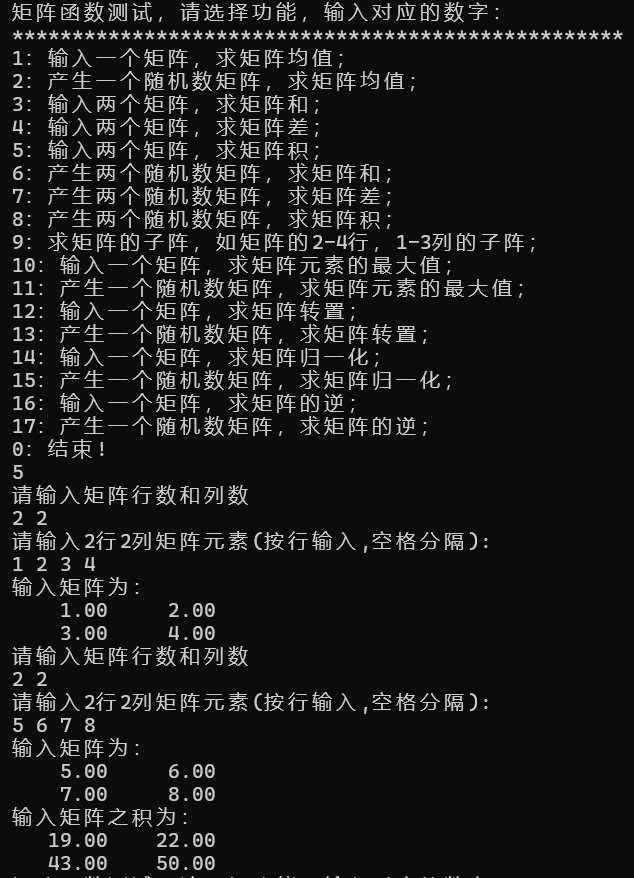 矩阵函数测试，请选择功能，输入对应的数字：
***************************************************
1：输入一个矩阵，求矩阵均值；
2：产生一个随机数矩阵，求矩阵均值；
3：输入两个矩阵，求矩阵和；
4：输入两个矩阵，求矩阵差；
5：输入两个矩阵，求矩阵积；
6：产生两个随机数矩阵，求矩阵和；
7：产生两个随机数矩阵，求矩阵差；
8：产生两个随机数矩阵，求矩阵积；
9：求矩阵的子阵，如矩阵的2-4行，1-3列的子阵；
10：输入一个矩阵，求矩阵元素的最大值；
11：产生一个随机数矩阵，求矩阵元素的最大值；
12：输入一个矩阵，求矩阵转置；
13：产生一个随机数矩阵，求矩阵转置；
14：输入一个矩阵，求矩阵归一化；
15：产生一个随机数矩阵，求矩阵归一化；
16：输入一个矩阵，求矩阵的逆；
17：产生一个随机数矩阵，求矩阵的逆；
0：结束！
5
请输入矩阵行数和列数
2 2
请输入2行2列矩阵元素(按行输入,空格分隔):
1 2 3 4
输入矩阵为：
1.00 2.00
3.00 4.00
请输入矩阵行数和列数
2 2
请输入2行2列矩阵元素(按行输入,空格分隔):
5 6 7 8
输入矩阵为：
5.00 6.00
7.00 8.00
输入矩阵之积为：
19.00 22.00
43.00 50.00